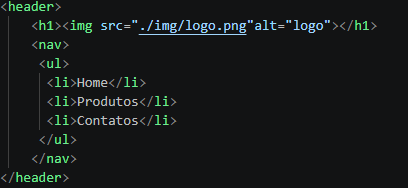 <header>
<h1><img src="./img/logo.png"alt="logo"></h1>
<nav>
<ul>
<li>Home</li>
<li>Produtos</li>
<li>Contatos</li>
</ul>
</nav>
</header>